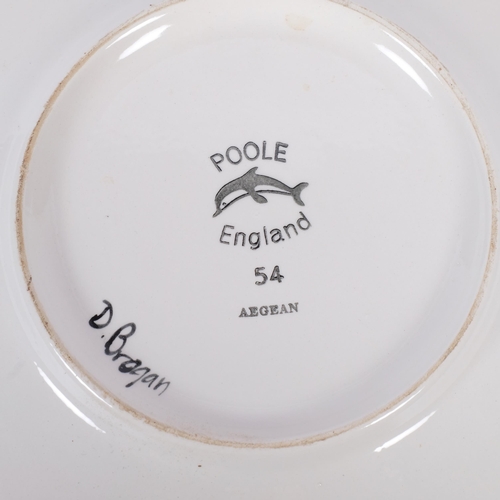 POOLE
England
54
AEGEAN
D. Brogan